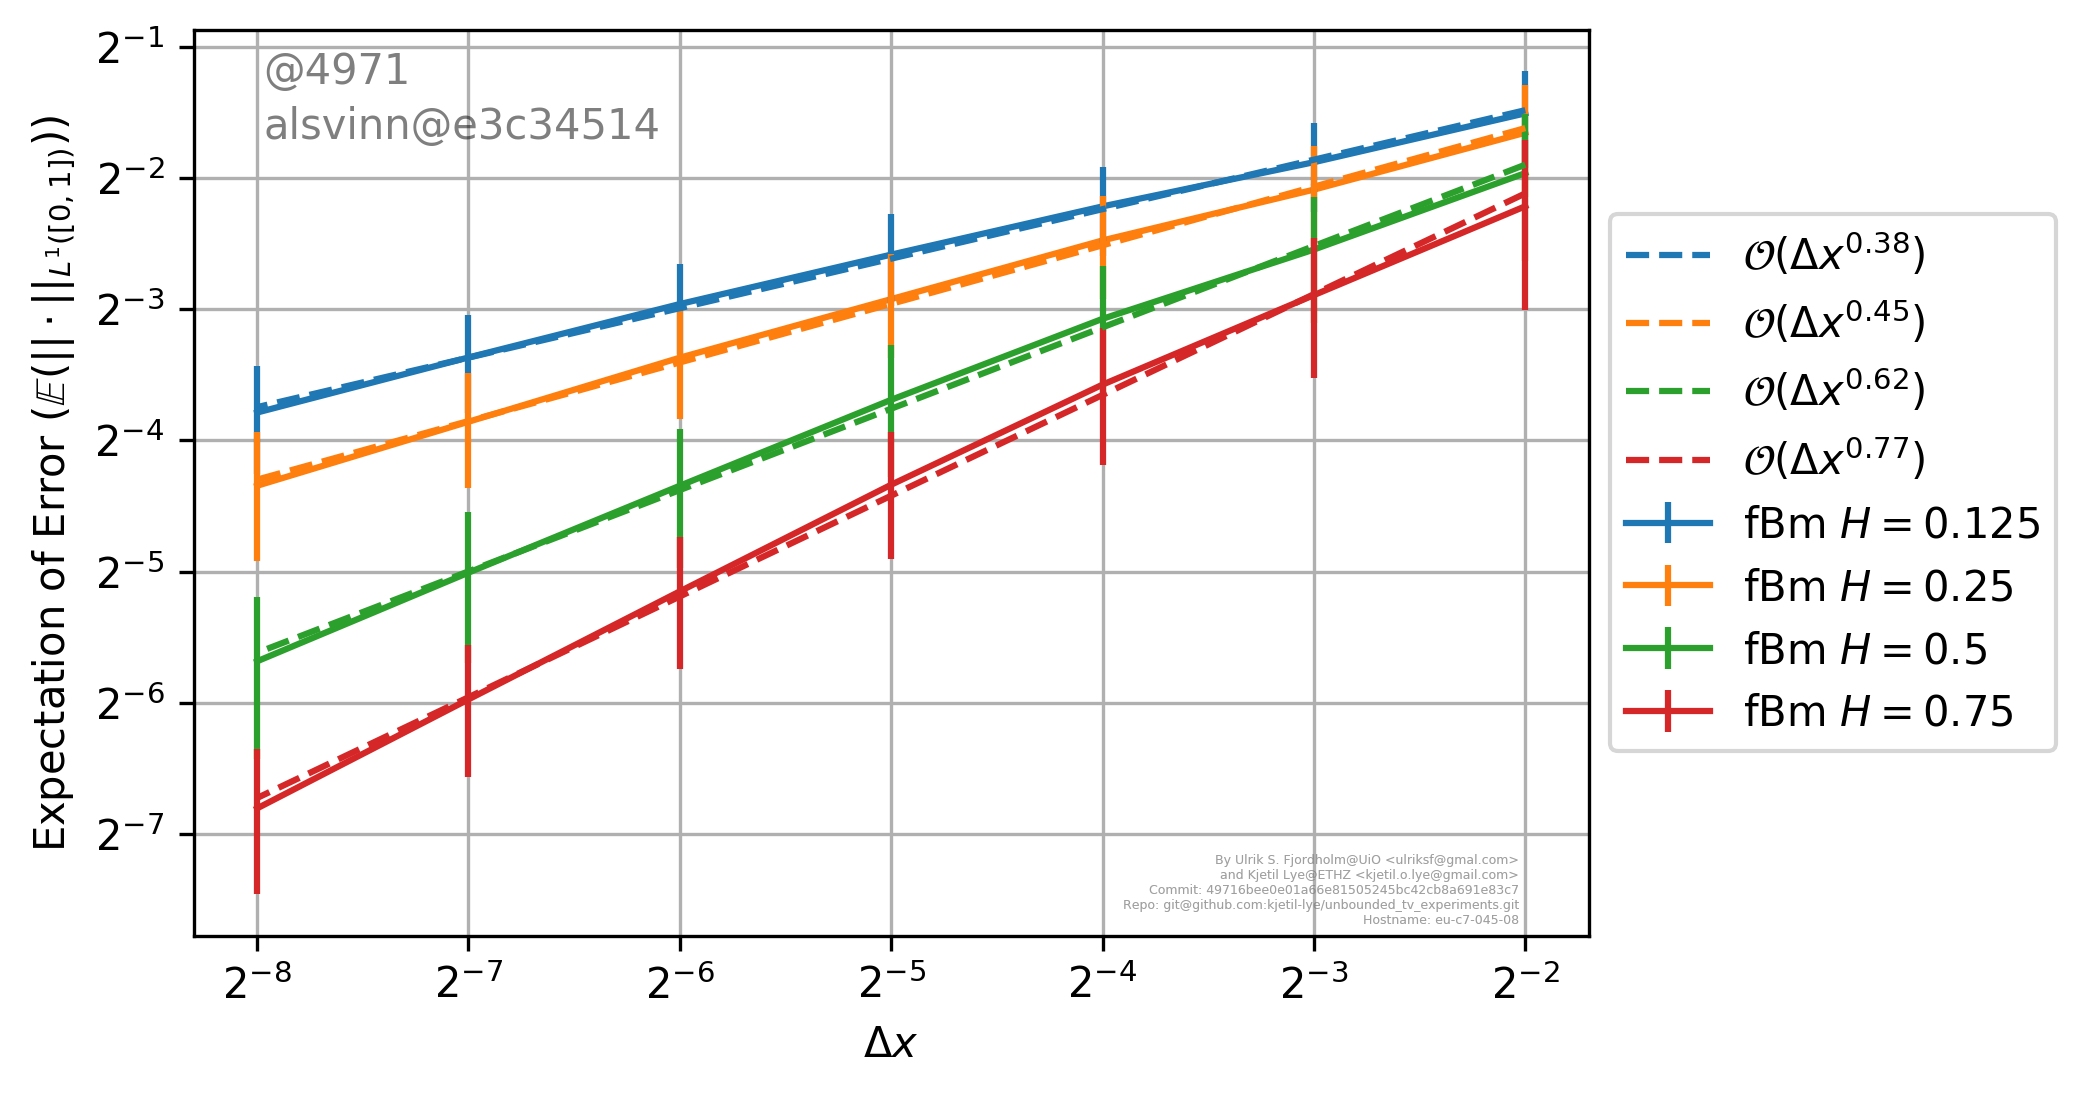 @4971
alsvinn@e3c34514
2⁻¹
2⁻²
2⁻³
2⁻⁴
2⁻⁵
2⁻⁶
2⁻⁷
Expectation of Error (𝔼(|| · ||_{L¹([0,1])}))
By Ulrik S. Fjordholm@UiO <ulriksf@gmal.com>
and Kjetil Lye@ETHZ <kjetil.o.lye@gmail.com>
Commit: 49716bee0e01a66e81505245bc42cb8a691e83c7
Repo: git@github.com:kjetil-lye/unbounded_tv_experiments.git
Hostname: eu-c7-045-08
2⁻⁸ 2⁻⁷ 2⁻⁶ 2⁻⁵ 2⁻⁴ 2⁻³ 2⁻²
Δx
𝒪(Δx^{0.38})
𝒪(Δx^{0.45})
𝒪(Δx^{0.62})
𝒪(Δx^{0.77})
fBm H = 0.125
fBm H = 0.25
fBm H = 0.5
fBm H = 0.75